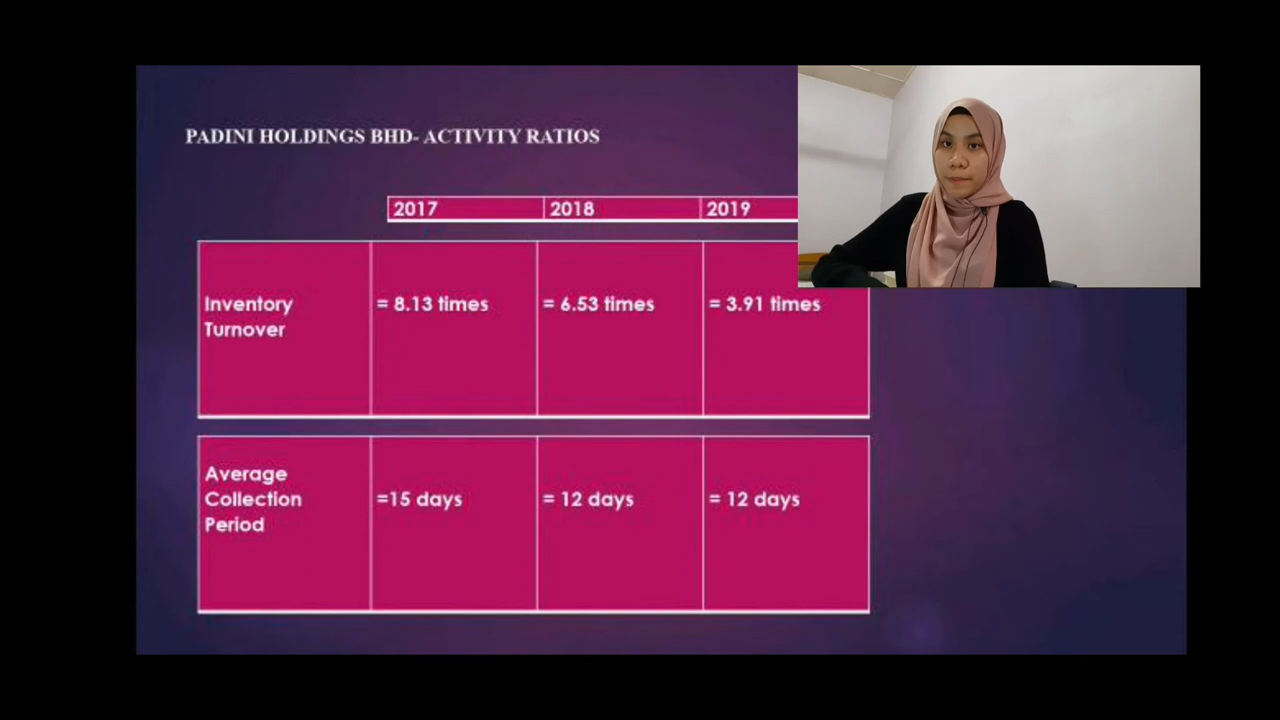 PADINI HOLDINGS BHD- ACTIVITY RATIOS
2017 2018 2019
Inventory
Turnover
= 8.13 times = 6.53 times = 3.91 times
Average
Collection
Period
=15 days = 12 days = 12 days